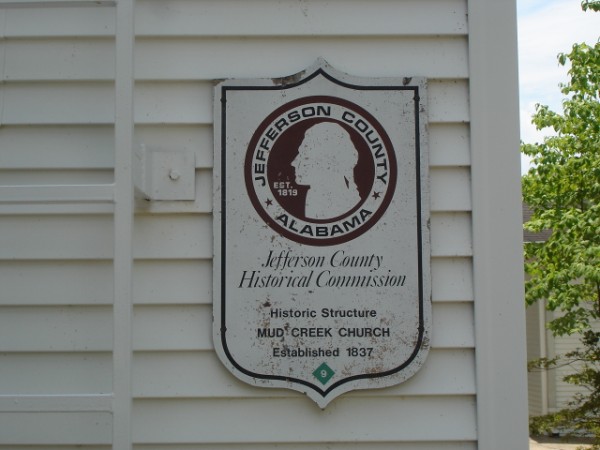 JEFFERSON COUNTY
EST.
1819
ALABAMA
Jefferson County
Historical Commission
Historic Structure
MUD CREEK CHURCH
Established 1837
9